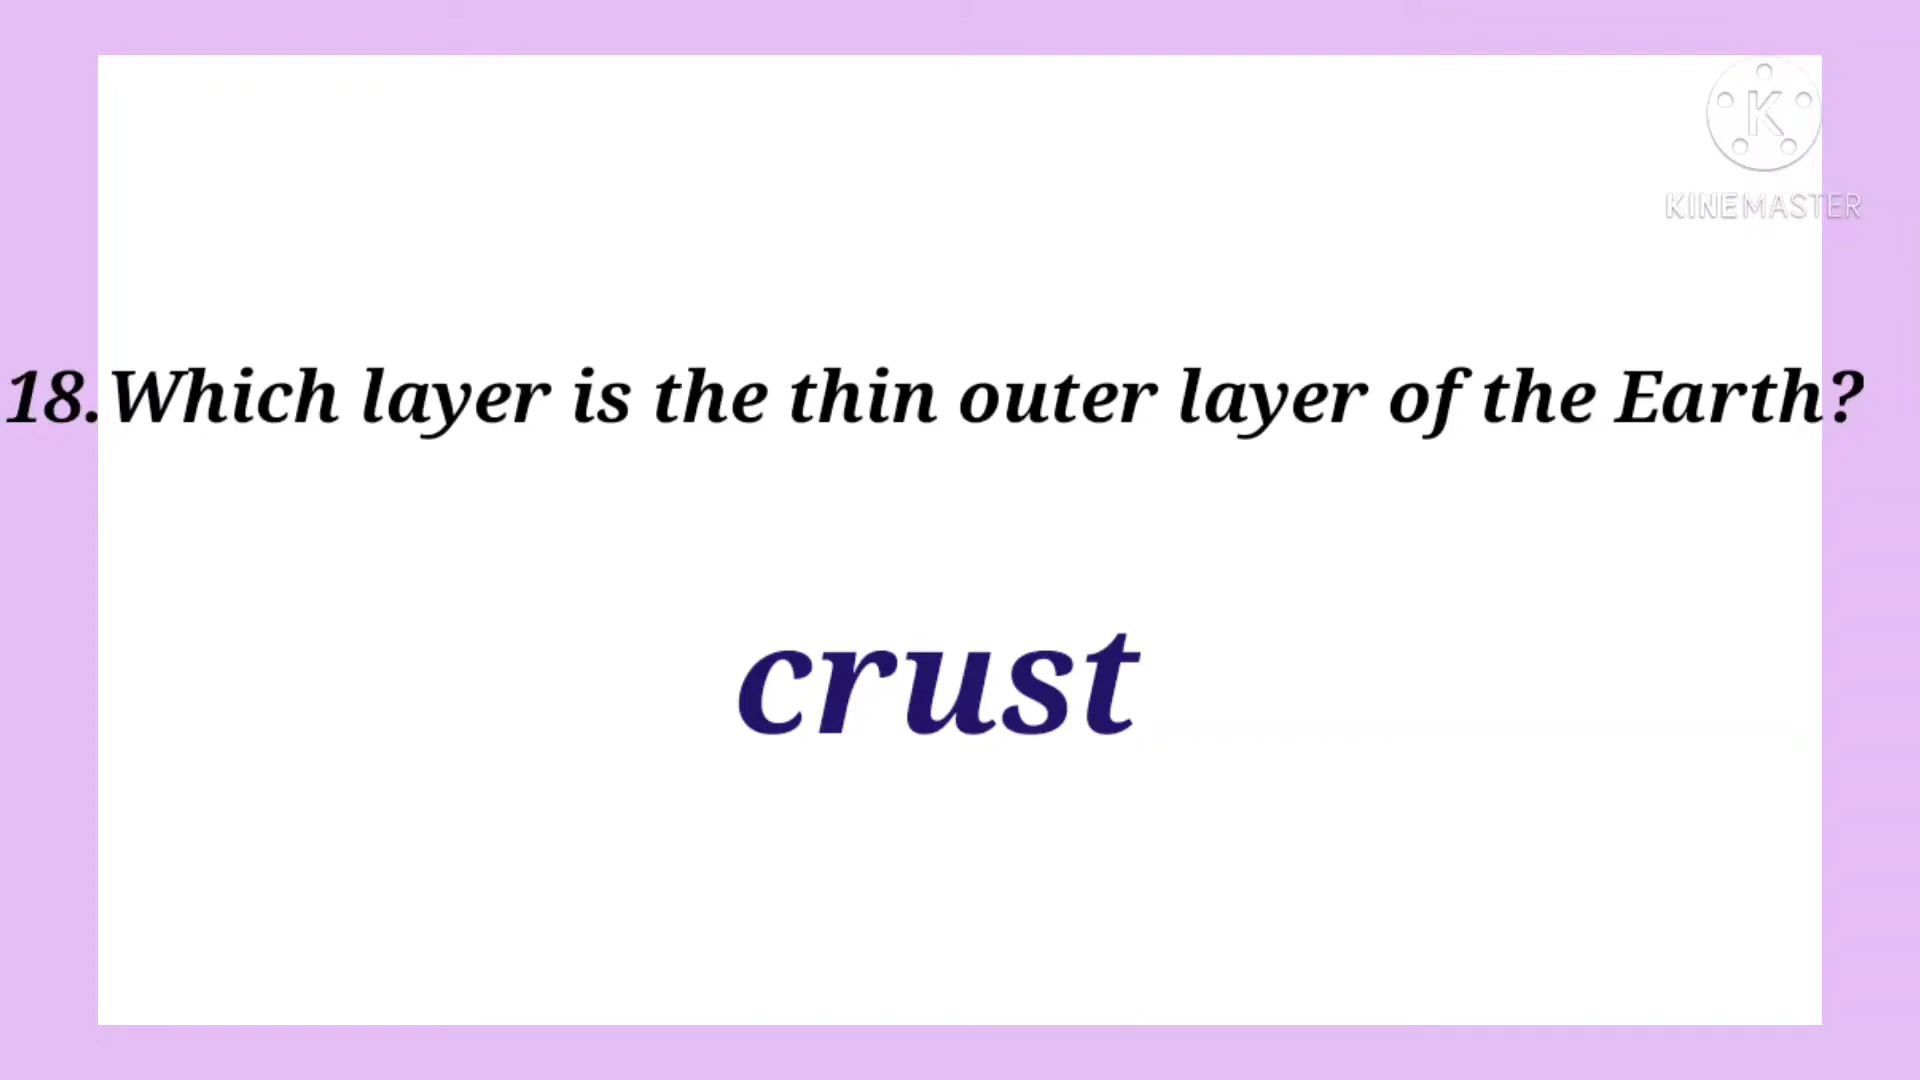 K
KINEMASTER
18.Which layer is the thin outer layer of the Earth?
crust